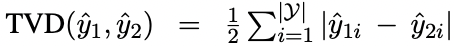 TVD(ŷ₁,ŷ₂) = ½ ∑_{i=1}^{|𝒴|} |ŷ₁ᵢ − ŷ₂ᵢ|